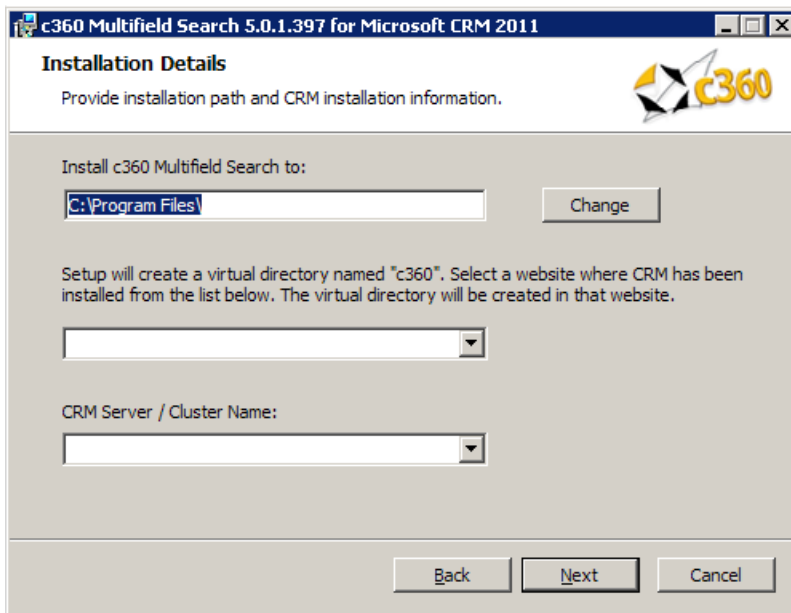 c360 Multifield Search 5.0.1.397 for Microsoft CRM 2011
Installation Details
Provide installation path and CRM installation information.
c360
Install c360 Multifield Search to:
C:\Program Files\
Change
Setup will create a virtual directory named "c360". Select a website where CRM has been
installed from the list below. The virtual directory will be created in that website.
CRM Server / Cluster Name:
Back
Next
Cancel